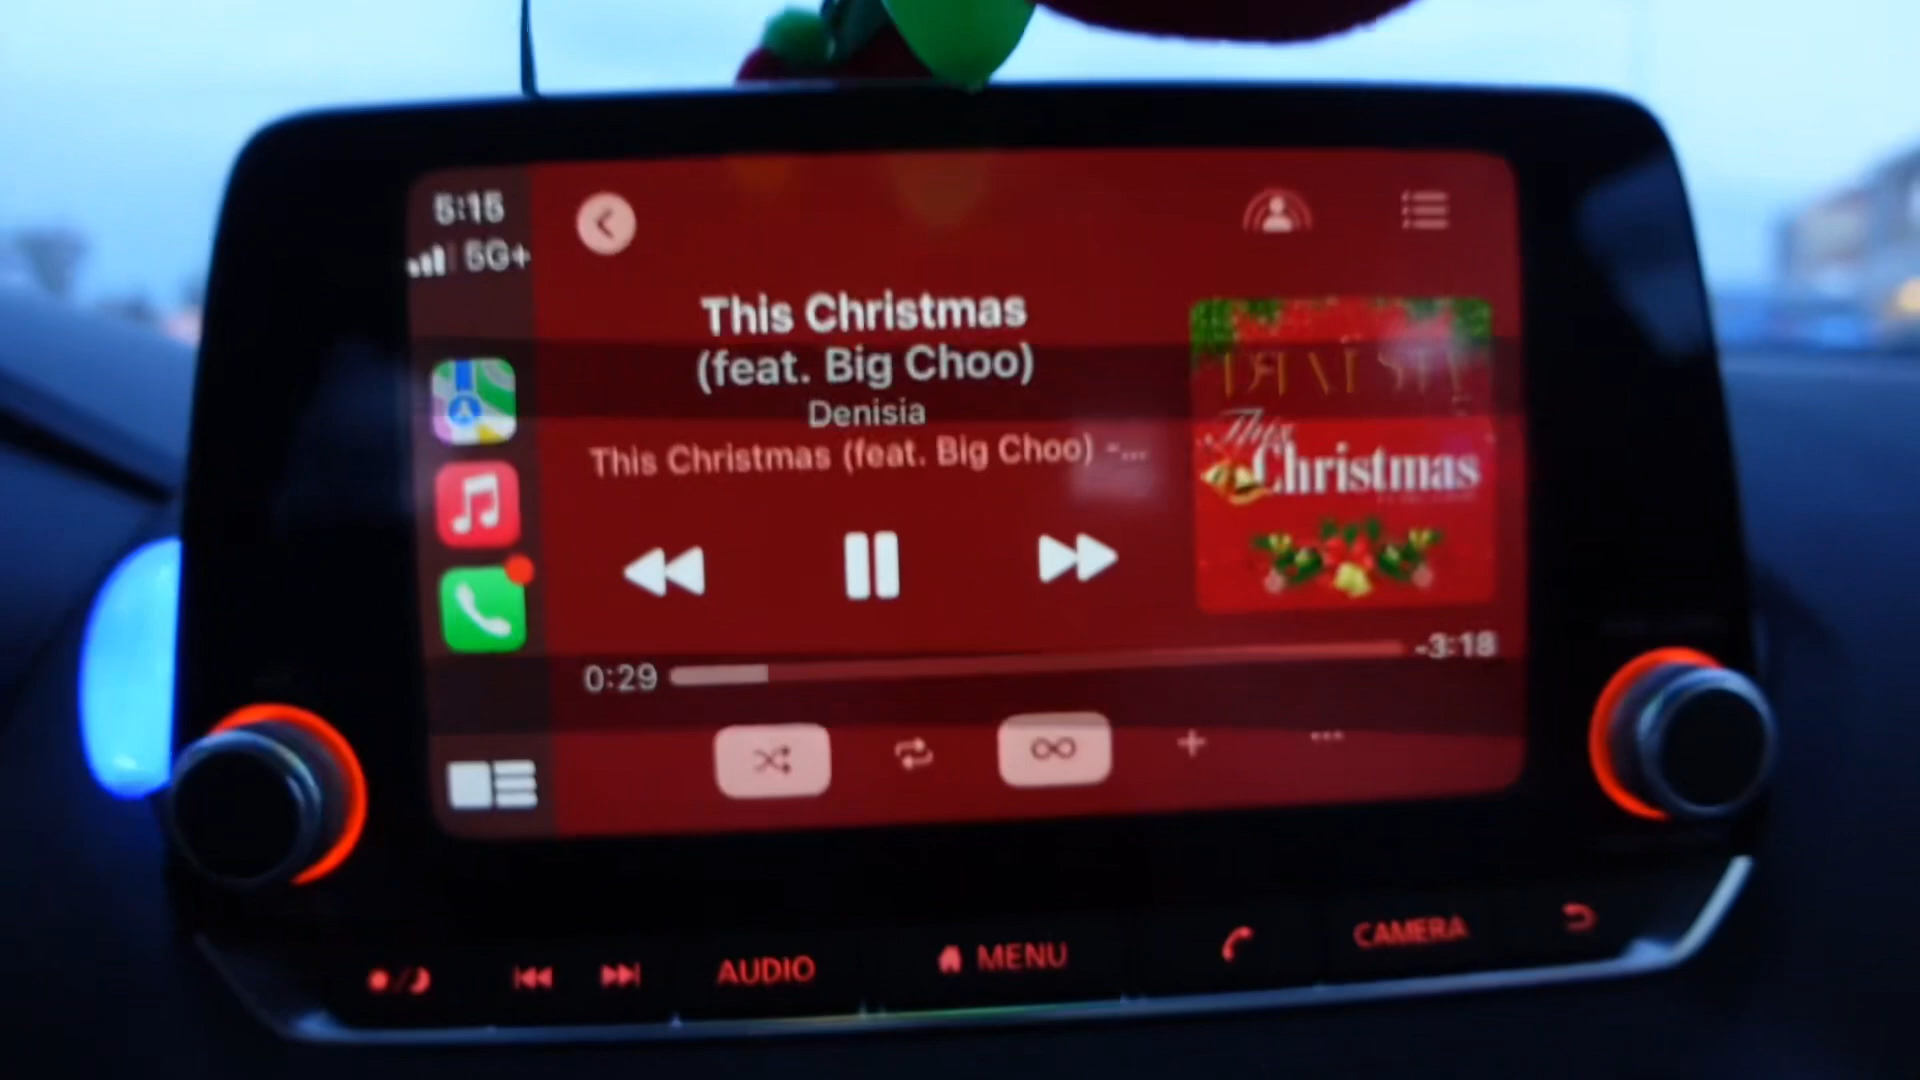 5:15
5G+
This Christmas
(feat. Big Choo)
Denisia
This Christmas (feat. Big Choo) -...
This
Christmas
0:29
-3:18
AUDIO
MENU
CAMERA